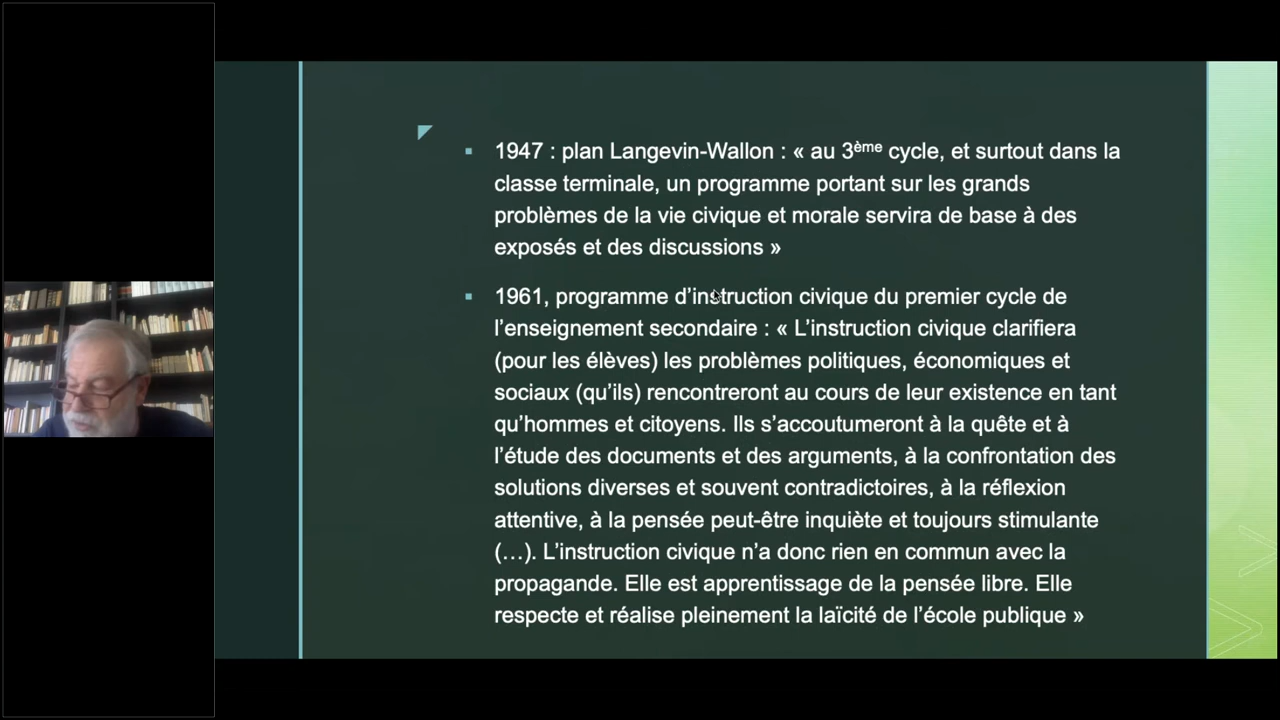 1947 : plan Langevin-Wallon : « au 3ème cycle, et surtout dans la
classe terminale, un programme portant sur les grands
problèmes de la vie civique et morale servira de base à des
exposés et des discussions »
1961, programme d’instruction civique du premier cycle de
l’enseignement secondaire : « L’instruction civique clarifiera
(pour les élèves) les problèmes politiques, économiques et
sociaux (qu’ils) rencontreront au cours de leur existence en tant
qu’hommes et citoyens. Ils s’accoutumeront à la quête et à
l’étude des documents et des arguments, à la confrontation des
solutions diverses et souvent contradictoires, à la réflexion
attentive, à la pensée peut-être inquiète et toujours stimulante
(…). L’instruction civique n’a donc rien en commun avec la
propagande. Elle est apprentissage de la pensée libre. Elle
respecte et réalise pleinement la laïcité de l’école publique »